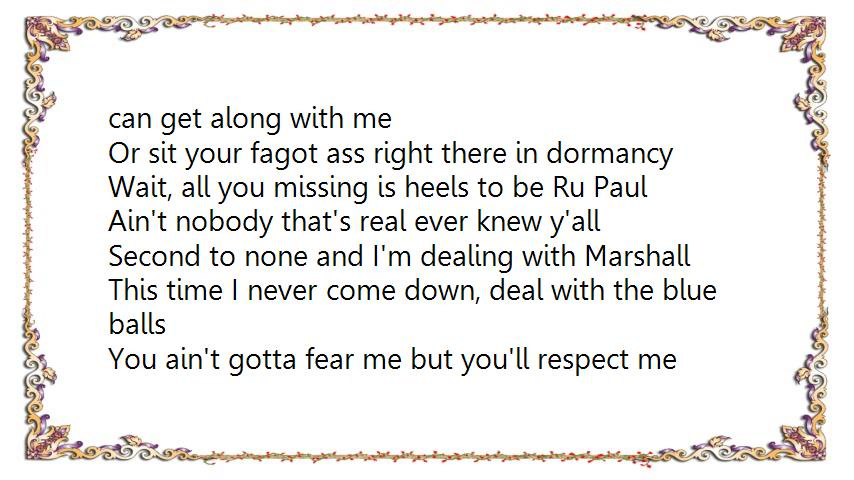 can get along with me
Or sit your fagot ass right there in dormancy
Wait, all you missing is heels to be Ru Paul
Ain't nobody that's real ever knew y'all
Second to none and I'm dealing with Marshall
This time I never come down, deal with the blue
balls
You ain't gotta fear me but you'll respect me